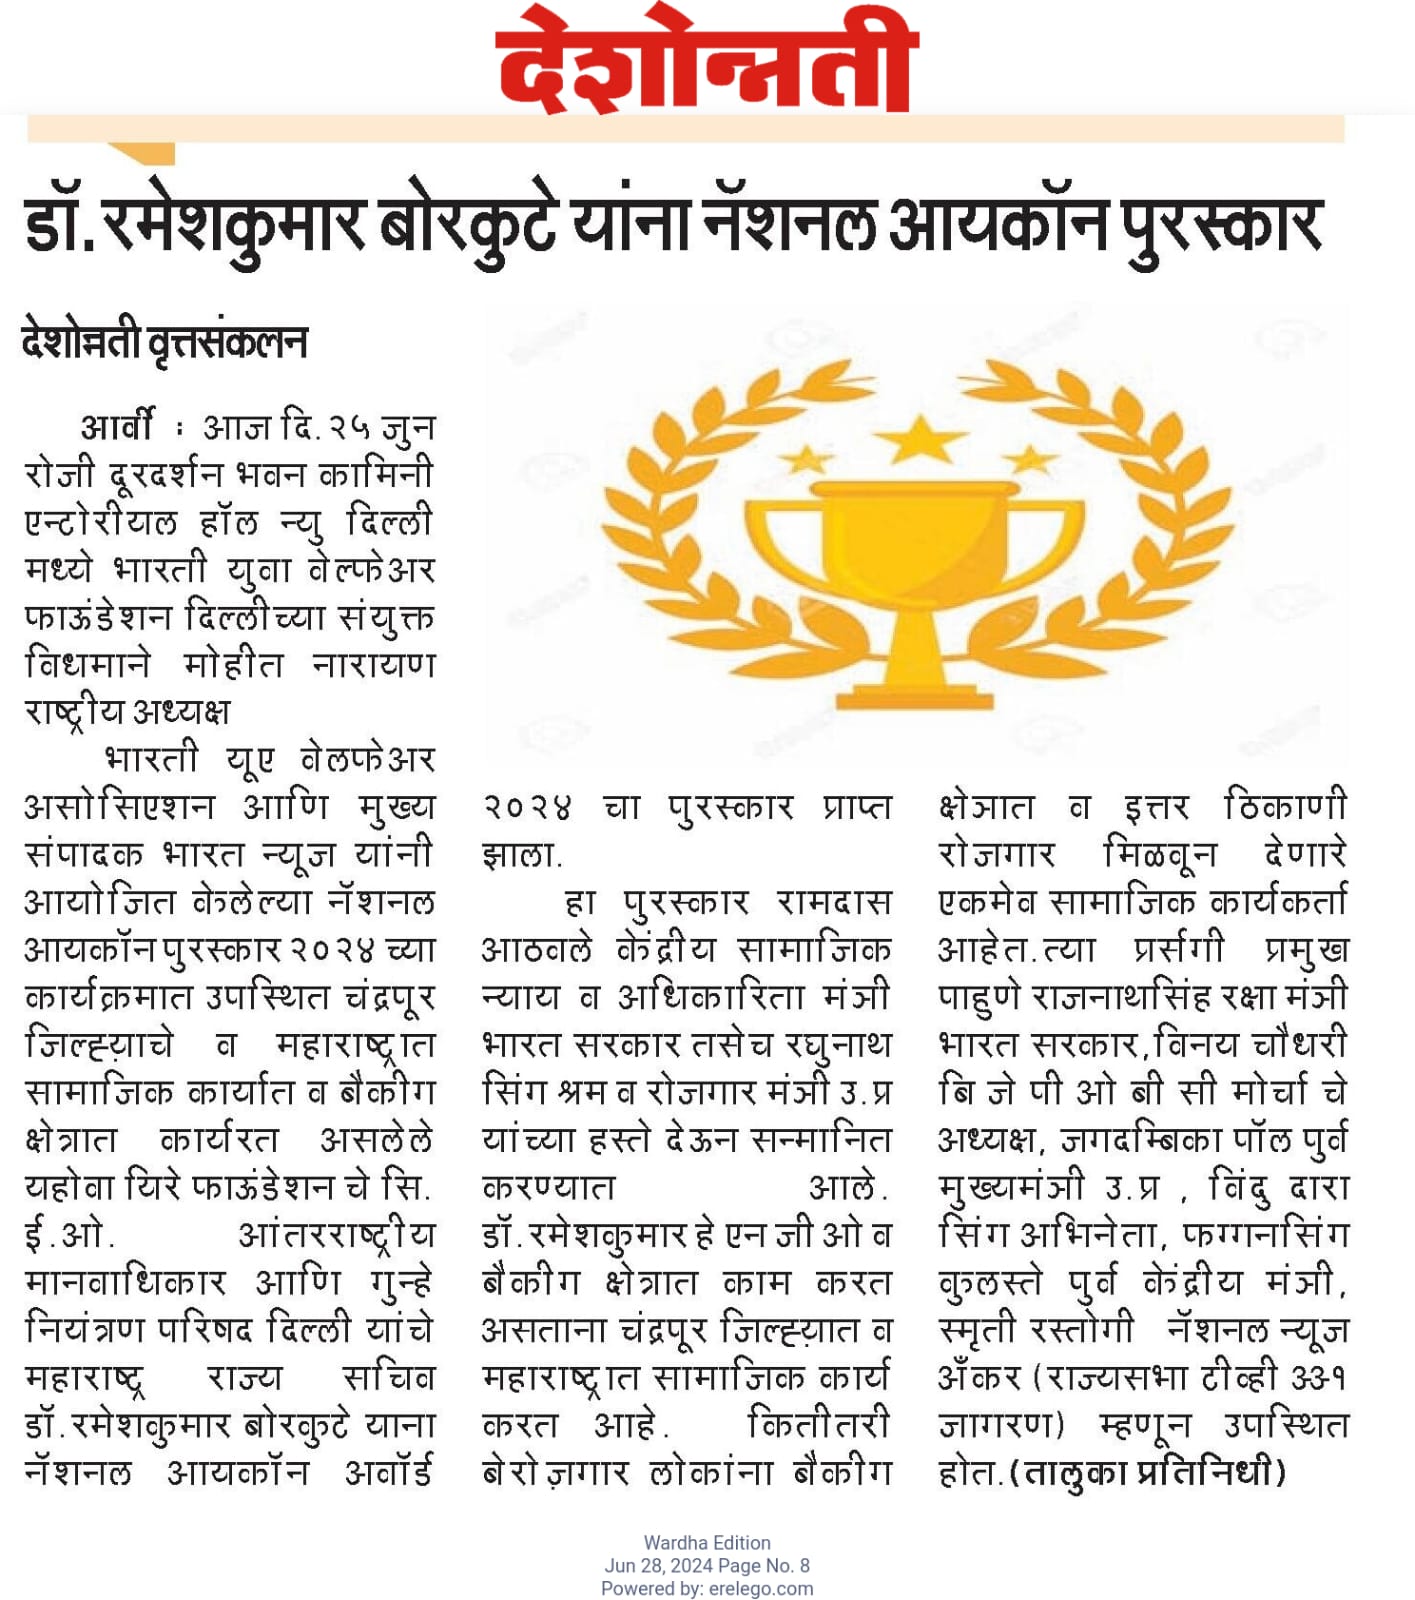 देशोन्नती
डॉ. रमेशकुमार बोरकुटे यांना नॅशनल आयकॉन पुरस्कार
देशोन्नती वृत्तसंकलन
आर्वी : आज दि. २५ जुन
रोजी दूरदर्शन भवन कामिनी
एन्टोरीयल हॉल न्यु दिल्ली
मध्ये भारती युवा वेल्फेअर
फाऊंडेशन दिल्लीच्या संयुक्त
विधमाने मोहीत नारायण
राष्ट्रीय अध्यक्ष
भारती यूए वेलफेअर
असोसिएशन आणि मुख्य
संपादक भारत न्यूज यांनी
आयोजित केलेल्या नॅशनल
आयकॉन पुरस्कार २०२४ च्या
कार्यक्रमात उपस्थित चंद्रपूर
जिल्ह्याचे व महाराष्ट्रात
सामाजिक कार्यात व बैकीग
क्षेत्रात कार्यरत असलेले
यहोवा यिरे फाऊंडेशन चे सि.
ई.ओ. आंतरराष्ट्रीय
मानवाधिकार आणि गुन्हे
नियंत्रण परिषद दिल्ली यांचे
महाराष्ट्र राज्य सचिव
डॉ.रमेशकुमार बोरकुटे याना
नॅशनल आयकॉन अवॉर्ड
२०२४ चा पुरस्कार प्राप्त
झाला.
हा पुरस्कार रामदास
आठवले केंद्रीय सामाजिक
न्याय व अधिकारिता मंत्री
भारत सरकार तसेच रघुनाथ
सिंग श्रम व रोजगार मंत्री उ.प्र
यांच्या हस्ते देऊन सन्मानित
करण्यात आले.
डॉ.रमेशकुमार हे एन जी ओ व
बैकीग क्षेत्रात काम करत
असताना चंद्रपूर जिल्ह्यात व
महाराष्ट्रात सामाजिक कार्य
करत आहे. कितीतरी
बेरोज़गार लोकांना बैकीग
क्षेत्रात व इत्तर ठिकाणी
रोजगार मिळवून देणारे
एकमेव सामाजिक कार्यकर्ता
आहेत.त्या प्रर्संगी प्रमुख
पाहुणे राजनाथसिंह रक्षा मंत्री
भारत सरकार,विनय चौधरी
बि जे पी ओ बी सी मोर्चा चे
अध्यक्ष, जगदम्बिका पॉल पुर्व
मुख्यमंत्री उ.प्र , विंदु दारा
सिंग अभिनेता, फग्गनसिंग
कुलस्ते पुर्व केंद्रीय मंत्री,
स्मृती रस्तोगी नॅशनल न्यूज
अँकर (राज्यसभा टीव्ही ३३१
जागरण) म्हणून उपस्थित
होत.(तालुका प्रतिनिधी)
Wardha Edition
Jun 28, 2024 Page No. 8
Powered by: erelego.com